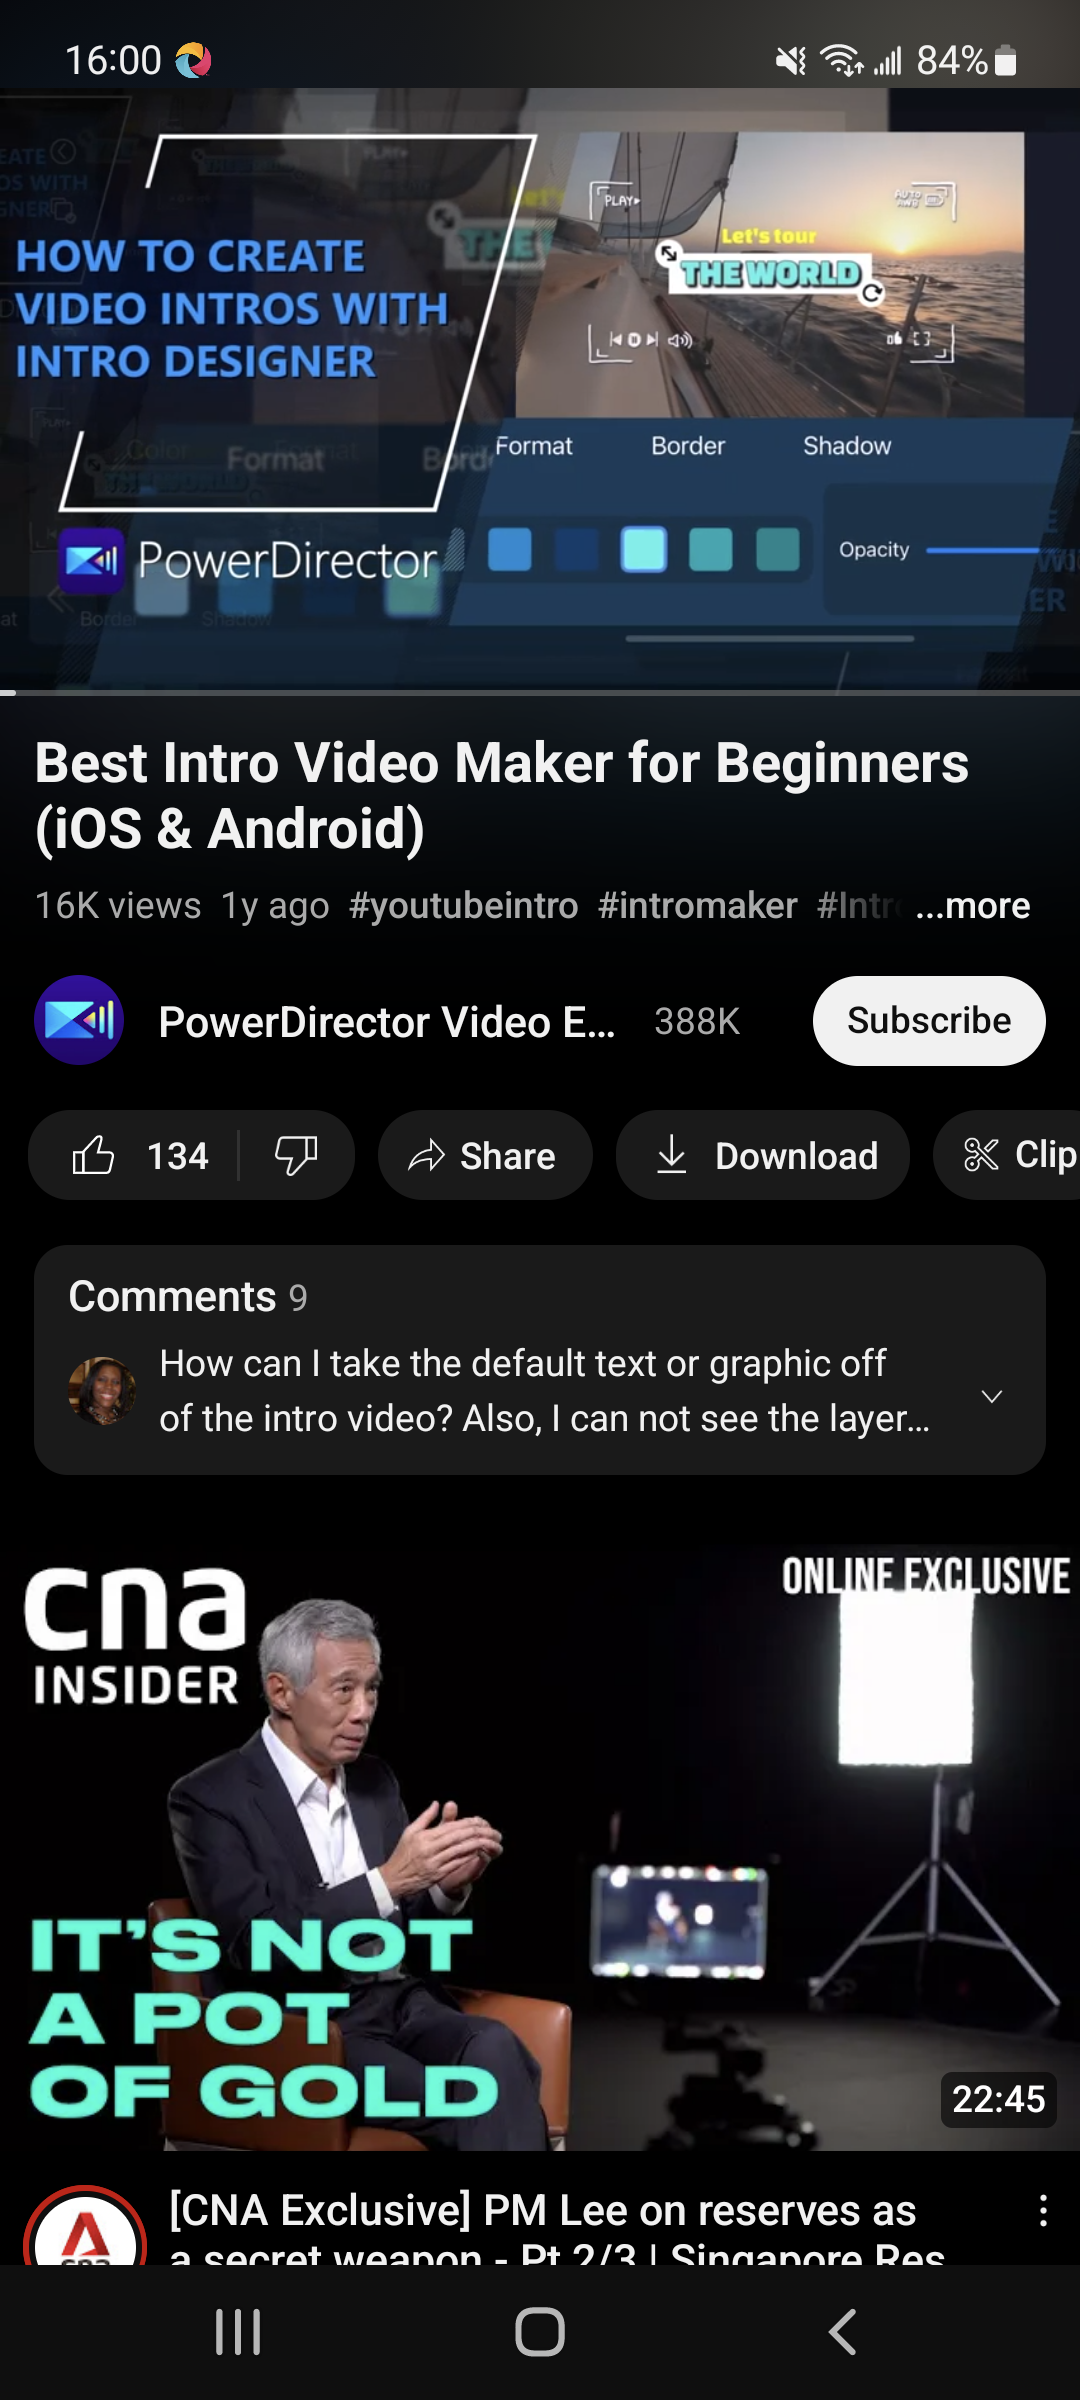 16:00
84%
HOW TO CREATE
VIDEO INTROS WITH
INTRO DESIGNER
PowerDirector
PLAY
AUTO
AWB
Let's tour
THE WORLD
Format Border Shadow
Opacity
Best Intro Video Maker for Beginners
(iOS & Android)
16K views 1y ago #youtubeintro #intromaker #Intr ...more
PowerDirector Video E... 388K Subscribe
134 Share Download Clip
Comments 9
How can I take the default text or graphic off
of the intro video? Also, I can not see the layer...
cna
INSIDER
ONLINE EXCLUSIVE
IT'S NOT
A POT
OF GOLD
22:45
[CNA Exclusive] PM Lee on reserves as
a secret weapon - Pt 2/3 | Singapore Res